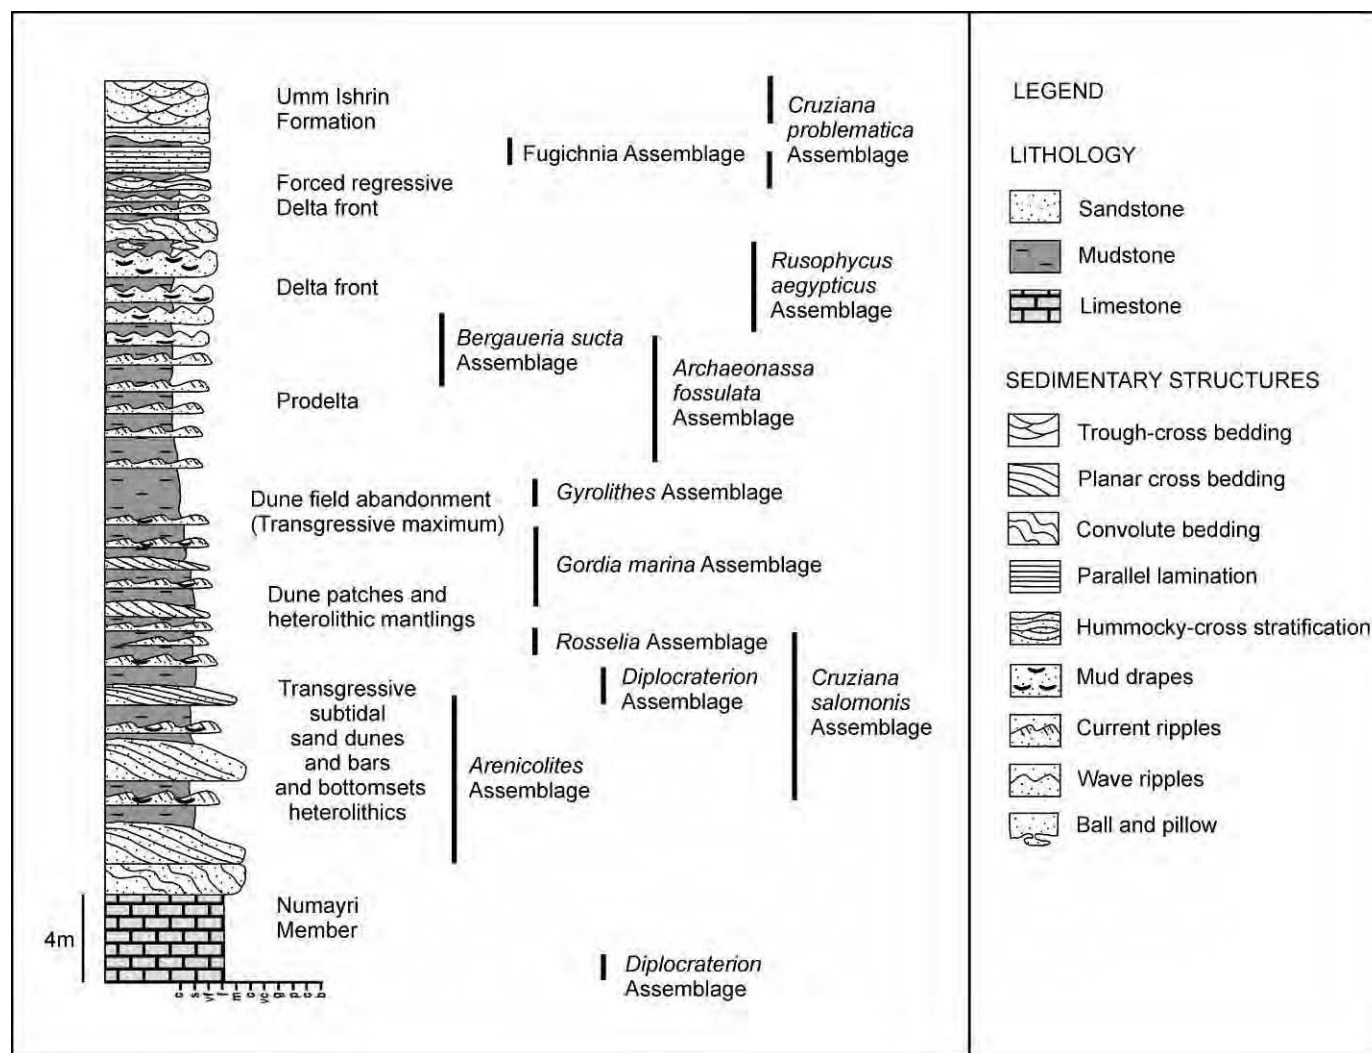 Umm Ishrin
Formation
Cruziana
problematica
Assemblage
Fugichnia Assemblage
Forced regressive
Delta front
Rusophycus
aegypticus
Assemblage
Delta front
Bergaueria sucta
Assemblage
Archaeonassa
fossulata
Assemblage
Prodelta
Dune field abandonment
(Transgressive maximum)
Gyrolithes Assemblage
Gordia marina Assemblage
Dune patches and
heterolithic mantlings
Rosselia Assemblage
Diplocraterion
Assemblage
Cruziana
salomonis
Assemblage
Transgressive
subtidal
sand dunes
and bars
and bottomsets
heterolithics
Arenicolites
Assemblage
Numayri
Member
4m
Diplocraterion
Assemblage
c s vf f m c vc g p c b
LEGEND
LITHOLOGY
Sandstone
Mudstone
Limestone
SEDIMENTARY STRUCTURES
Trough-cross bedding
Planar cross bedding
Convolute bedding
Parallel lamination
Hummocky-cross stratification
Mud drapes
Current ripples
Wave ripples
Ball and pillow